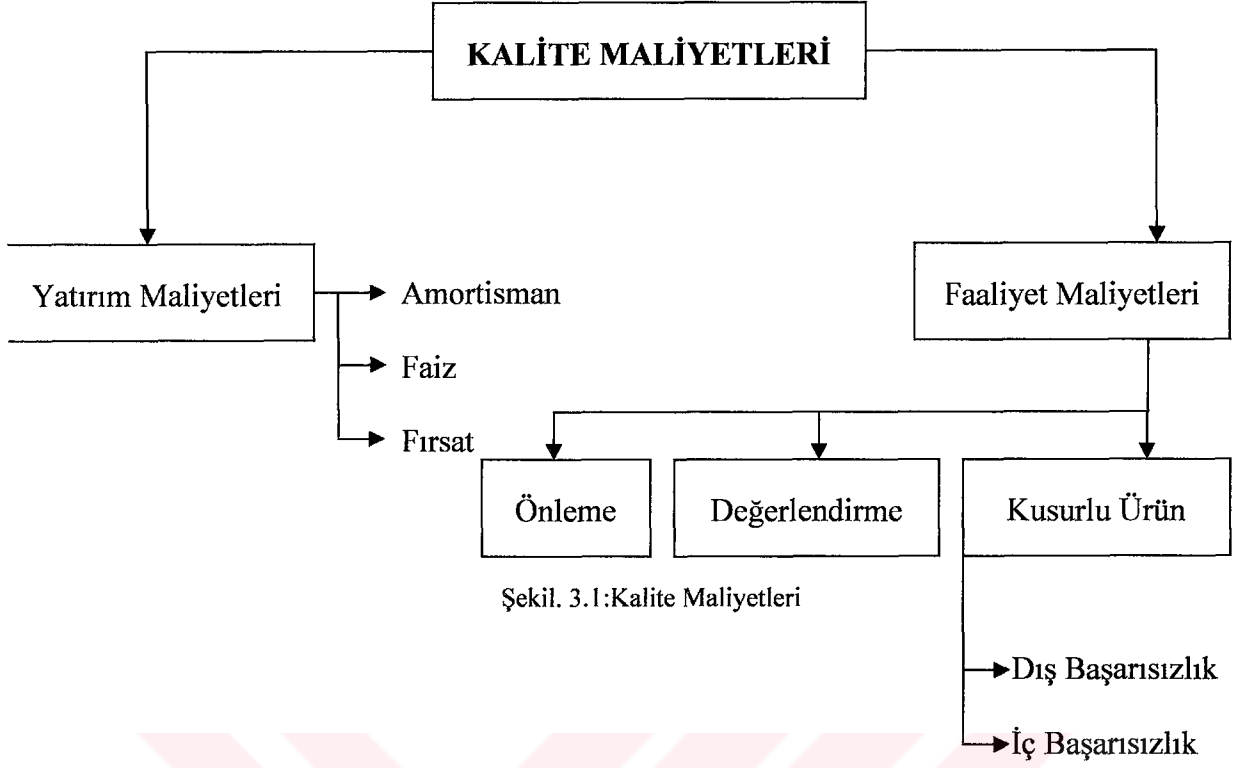 KALİTE MALİYETLERİ
Yatırım Maliyetleri
Amortisman
Faiz
Fırsat
Faaliyet Maliyetleri
Önleme
Değerlendirme
Kusurlu Ürün
Şekil. 3.1:Kalite Maliyetleri
Dış Başarısızlık
İç Başarısızlık